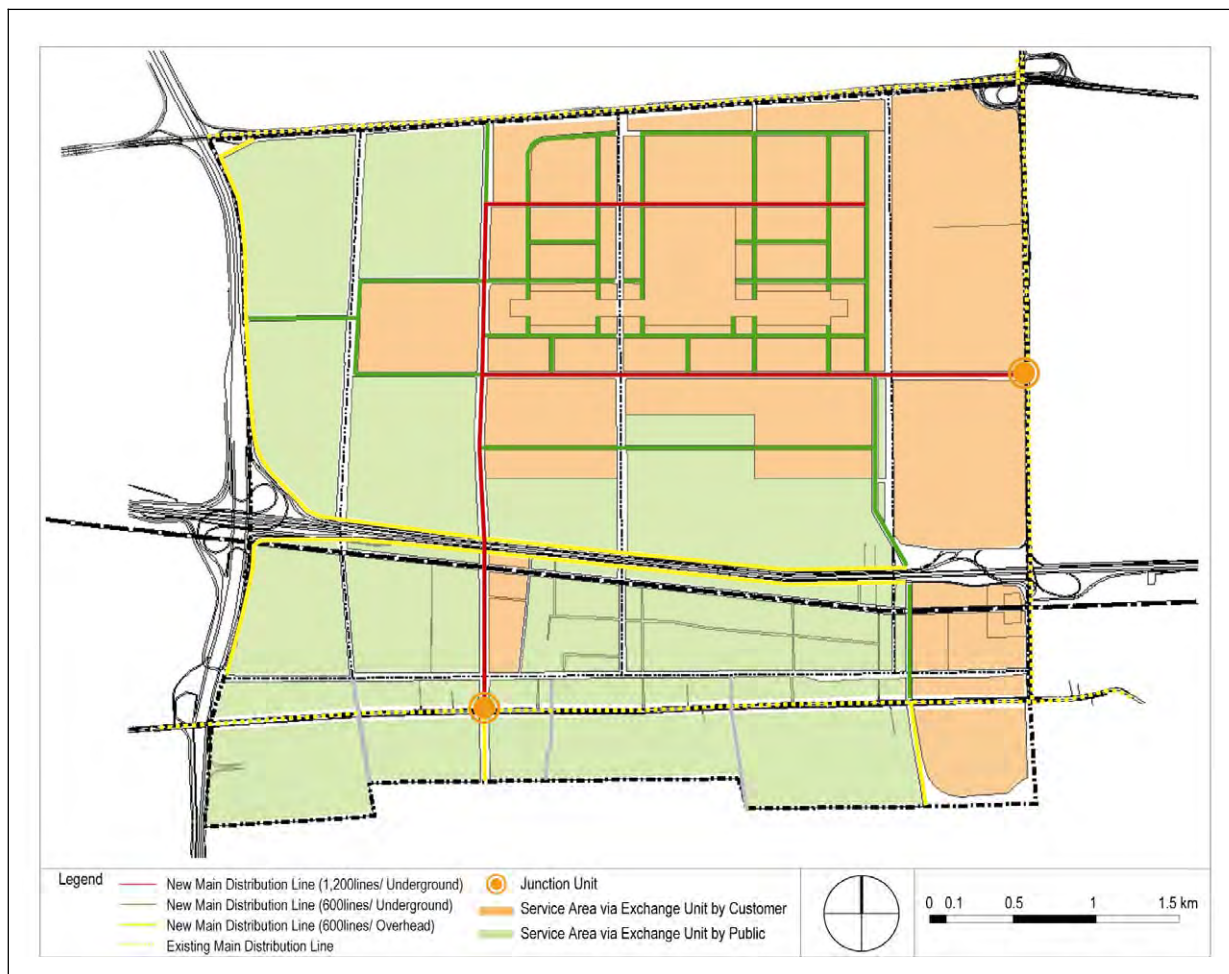 Legend
New Main Distribution Line (1,200lines/ Underground)
New Main Distribution Line (600lines/ Underground)
New Main Distribution Line (600lines/ Overhead)
Existing Main Distribution Line
Junction Unit
Service Area via Exchange Unit by Customer
Service Area via Exchange Unit by Public
0 0.1 0.5 1 1.5 km